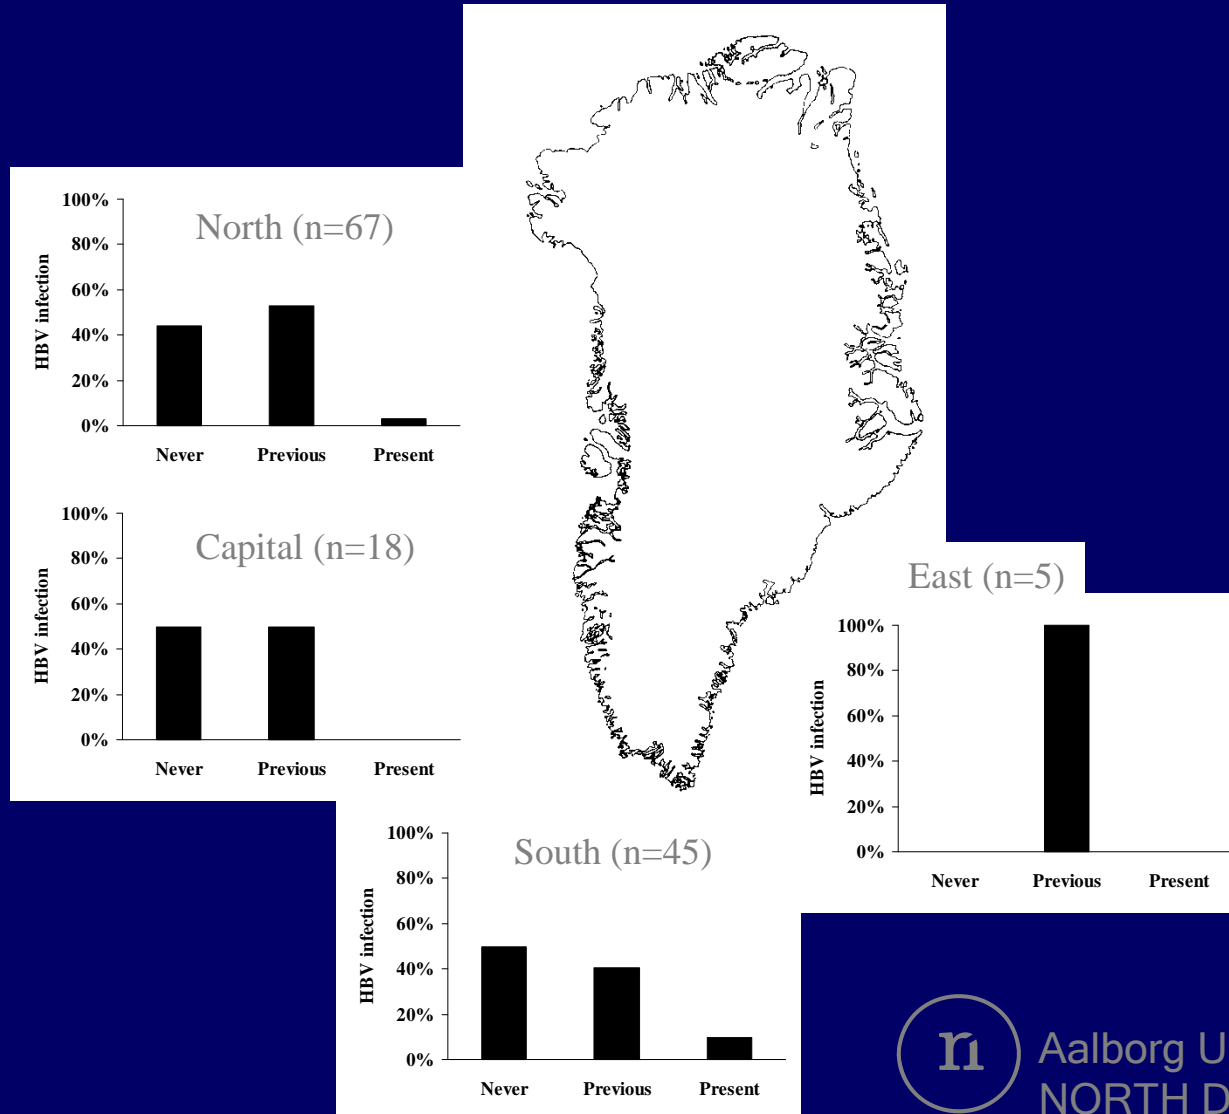 North (n=67)
HBV infection
100%
80%
60%
40%
20%
0%
Never Previous Present
Capital (n=18)
HBV infection
100%
80%
60%
40%
20%
0%
Never Previous Present
East (n=5)
HBV infection
100%
80%
60%
40%
20%
0%
Never Previous Present
South (n=45)
HBV infection
100%
80%
60%
40%
20%
0%
Never Previous Present
n
Aalborg U
NORTH D